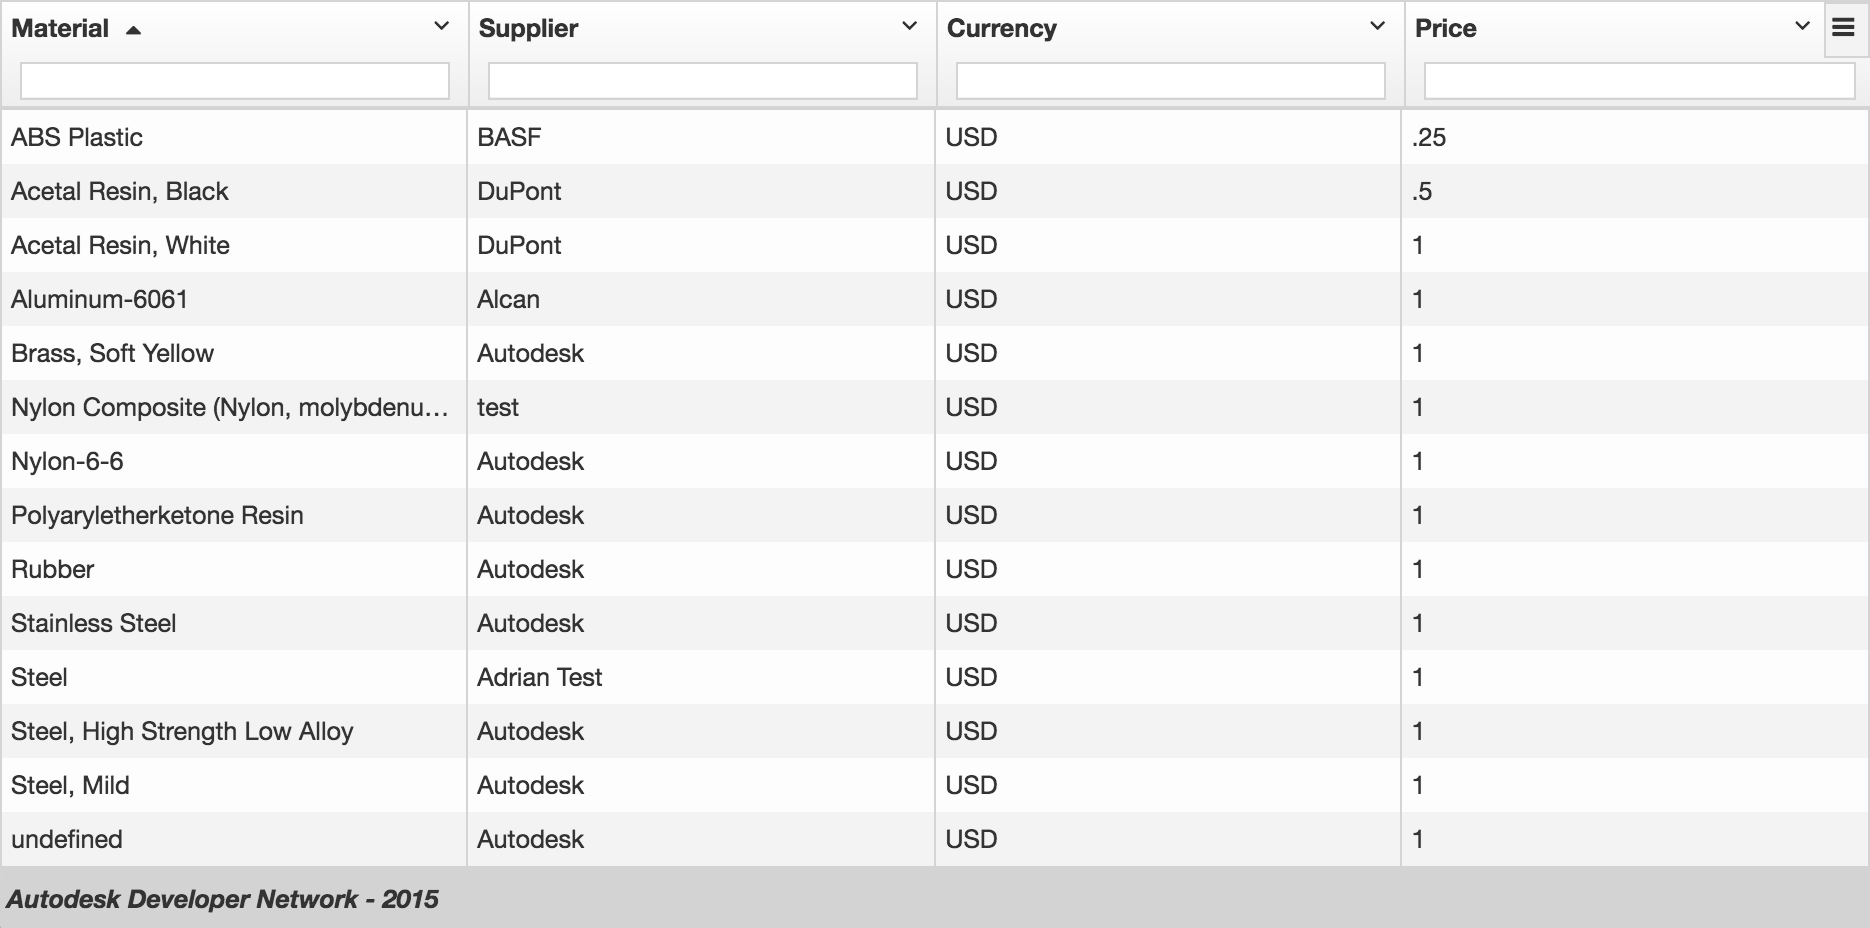 Material Supplier Currency Price
ABS Plastic BASF USD .25
Acetal Resin, Black DuPont USD .5
Acetal Resin, White DuPont USD 1
Aluminum-6061 Alcan USD 1
Brass, Soft Yellow Autodesk USD 1
Nylon Composite (Nylon, molybdenu... test USD 1
Nylon-6-6 Autodesk USD 1
Polyaryletherketone Resin Autodesk USD 1
Rubber Autodesk USD 1
Stainless Steel Autodesk USD 1
Steel Adrian Test USD 1
Steel, High Strength Low Alloy Autodesk USD 1
Steel, Mild Autodesk USD 1
undefined Autodesk USD 1
Autodesk Developer Network - 2015